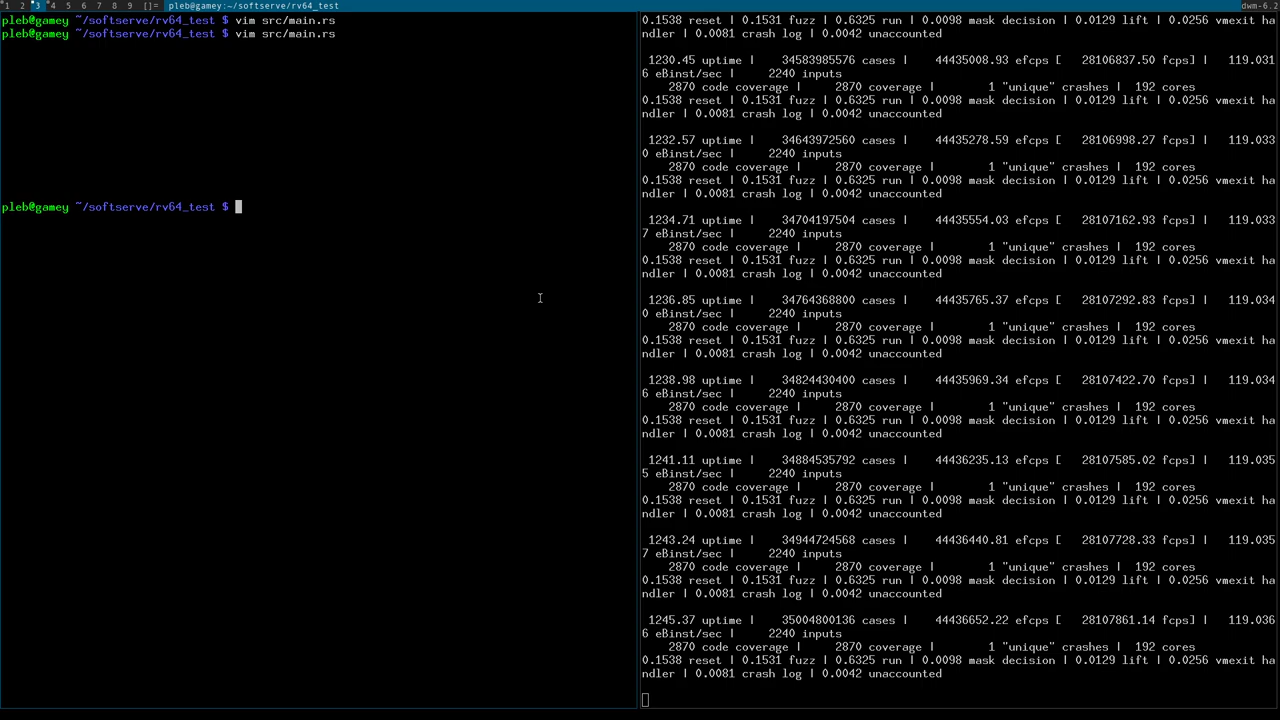 1 2 3 4 5 6 7 8 9 []= pleb@gamey:~/softserve/rv64_test dwm-6.2
pleb@gamey ~/softserve/rv64_test $ vim src/main.rs
pleb@gamey ~/softserve/rv64_test $ vim src/main.rs
pleb@gamey ~/softserve/rv64_test $
0.1538 reset | 0.1531 fuzz | 0.6325 run | 0.0098 mask decision | 0.0129 lift | 0.0256 vmexit ha
ndler | 0.0081 crash log | 0.0042 unaccounted
1230.45 uptime | 34583985576 cases | 44435008.93 efcps [ 28106837.50 fcps] | 119.031
6 eBinst/sec | 2240 inputs
2870 code coverage | 2870 coverage | 1 "unique" crashes | 192 cores
0.1538 reset | 0.1531 fuzz | 0.6325 run | 0.0098 mask decision | 0.0129 lift | 0.0256 vmexit ha
ndler | 0.0081 crash log | 0.0042 unaccounted
1232.57 uptime | 34643972560 cases | 44435278.59 efcps [ 28106998.27 fcps] | 119.033
0 eBinst/sec | 2240 inputs
2870 code coverage | 2870 coverage | 1 "unique" crashes | 192 cores
0.1538 reset | 0.1531 fuzz | 0.6325 run | 0.0098 mask decision | 0.0129 lift | 0.0256 vmexit ha
ndler | 0.0081 crash log | 0.0042 unaccounted
1234.71 uptime | 34704197504 cases | 44435554.03 efcps [ 28107162.93 fcps] | 119.033
7 eBinst/sec | 2240 inputs
2870 code coverage | 2870 coverage | 1 "unique" crashes | 192 cores
0.1538 reset | 0.1531 fuzz | 0.6325 run | 0.0098 mask decision | 0.0129 lift | 0.0256 vmexit ha
ndler | 0.0081 crash log | 0.0042 unaccounted
1236.85 uptime | 34764368800 cases | 44435765.37 efcps [ 28107292.83 fcps] | 119.034
0 eBinst/sec | 2240 inputs
2870 code coverage | 2870 coverage | 1 "unique" crashes | 192 cores
0.1538 reset | 0.1531 fuzz | 0.6325 run | 0.0098 mask decision | 0.0129 lift | 0.0256 vmexit ha
ndler | 0.0081 crash log | 0.0042 unaccounted
1238.98 uptime | 34824430400 cases | 44435969.34 efcps [ 28107422.70 fcps] | 119.034
6 eBinst/sec | 2240 inputs
2870 code coverage | 2870 coverage | 1 "unique" crashes | 192 cores
0.1538 reset | 0.1531 fuzz | 0.6325 run | 0.0098 mask decision | 0.0129 lift | 0.0256 vmexit ha
ndler | 0.0081 crash log | 0.0042 unaccounted
1241.11 uptime | 34884535792 cases | 44436235.13 efcps [ 28107585.02 fcps] | 119.035
5 eBinst/sec | 2240 inputs
2870 code coverage | 2870 coverage | 1 "unique" crashes | 192 cores
0.1538 reset | 0.1531 fuzz | 0.6325 run | 0.0098 mask decision | 0.0129 lift | 0.0256 vmexit ha
ndler | 0.0081 crash log | 0.0042 unaccounted
1243.24 uptime | 34944724568 cases | 44436440.81 efcps [ 28107728.33 fcps] | 119.035
7 eBinst/sec | 2240 inputs
2870 code coverage | 2870 coverage | 1 "unique" crashes | 192 cores
0.1538 reset | 0.1531 fuzz | 0.6325 run | 0.0098 mask decision | 0.0129 lift | 0.0256 vmexit ha
ndler | 0.0081 crash log | 0.0042 unaccounted
1245.37 uptime | 35004800136 cases | 44436652.22 efcps [ 28107861.14 fcps] | 119.036
6 eBinst/sec | 2240 inputs
2870 code coverage | 2870 coverage | 1 "unique" crashes | 192 cores
0.1538 reset | 0.1531 fuzz | 0.6325 run | 0.0098 mask decision | 0.0129 lift | 0.0256 vmexit ha
ndler | 0.0081 crash log | 0.0042 unaccounted